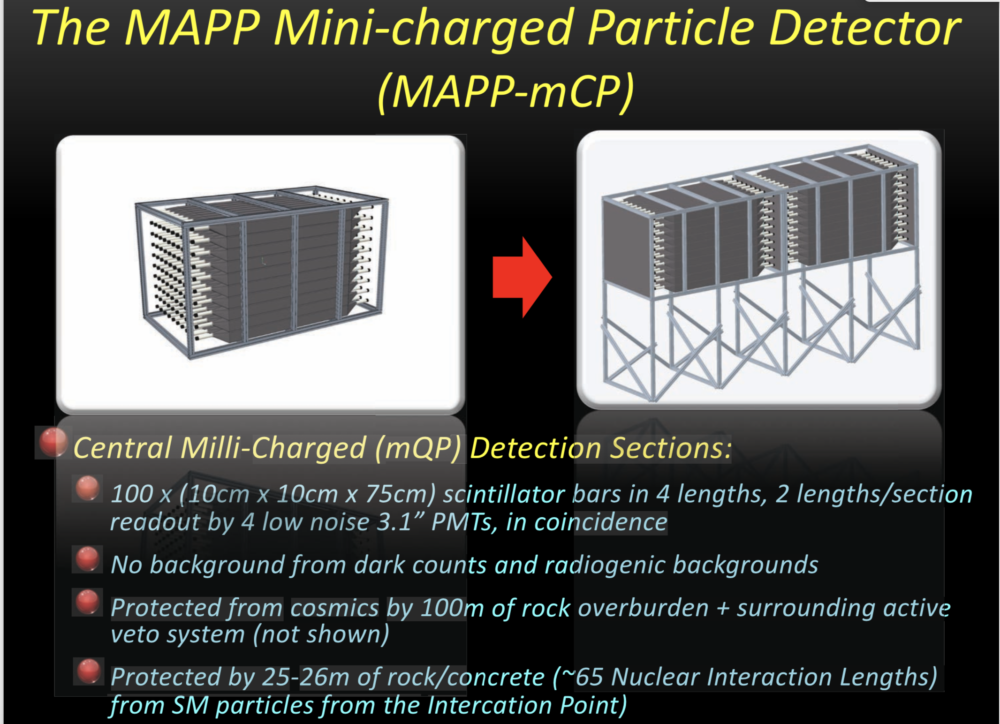 The MAPP Mini-charged Particle Detector
(MAPP-mCP)
Central Milli-Charged (mQP) Detection Sections:
100 x (10cm x 10cm x 75cm) scintillator bars in 4 lengths, 2 lengths/section
readout by 4 low noise 3.1” PMTs, in coincidence
No background from dark counts and radiogenic backgrounds
Protected from cosmics by 100m of rock overburden + surrounding active
veto system (not shown)
Protected by 25-26m of rock/concrete (~65 Nuclear Interaction Lengths)
from SM particles from the Intercation Point)